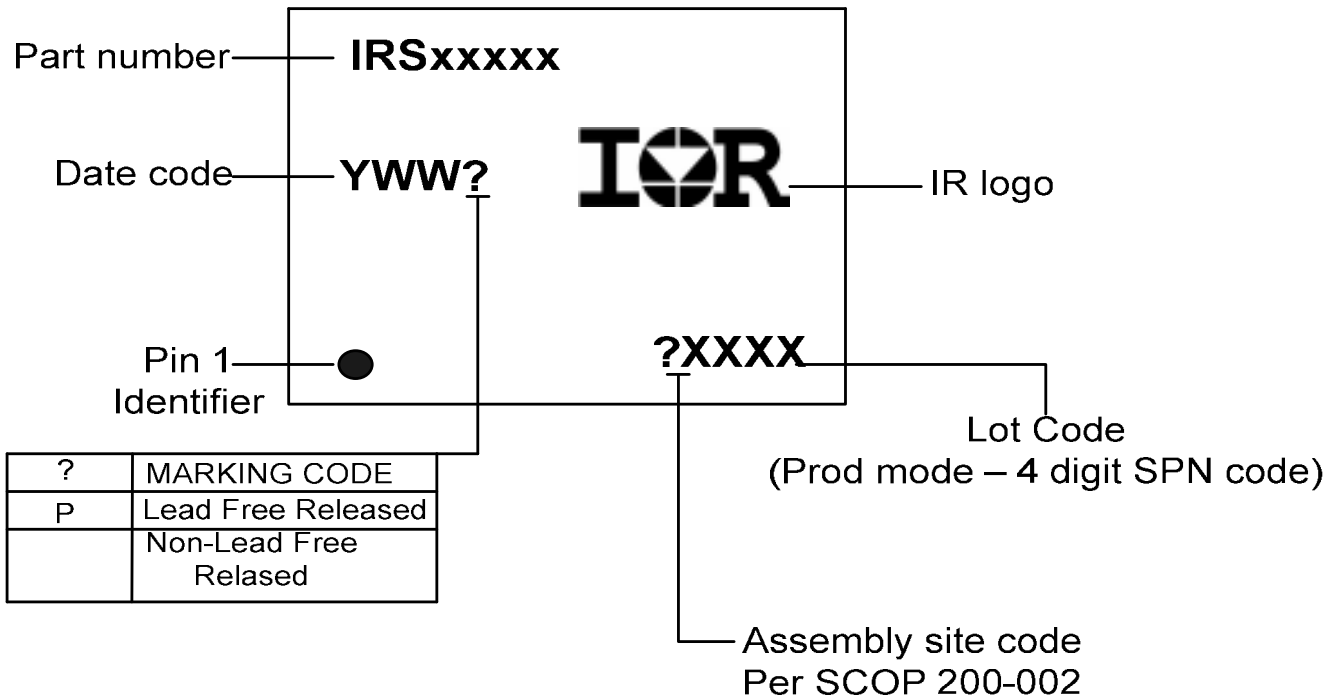 Part number
IRSxxxxx
Date code
YWW?
IOR
IR logo
Pin 1
Identifier
?XXXX
Lot Code
(Prod mode – 4 digit SPN code)
? MARKING CODE
P Lead Free Released
Non-Lead Free
Relased
Assembly site code
Per SCOP 200-002